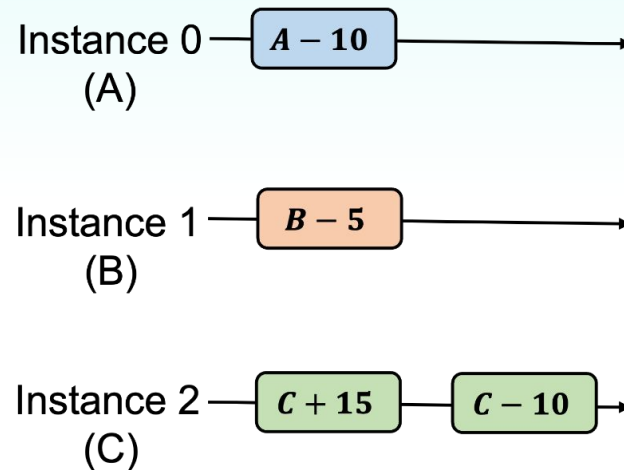 Instance 0
(A)
A − 10
Instance 1
(B)
B − 5
Instance 2
(C)
C + 15
C − 10